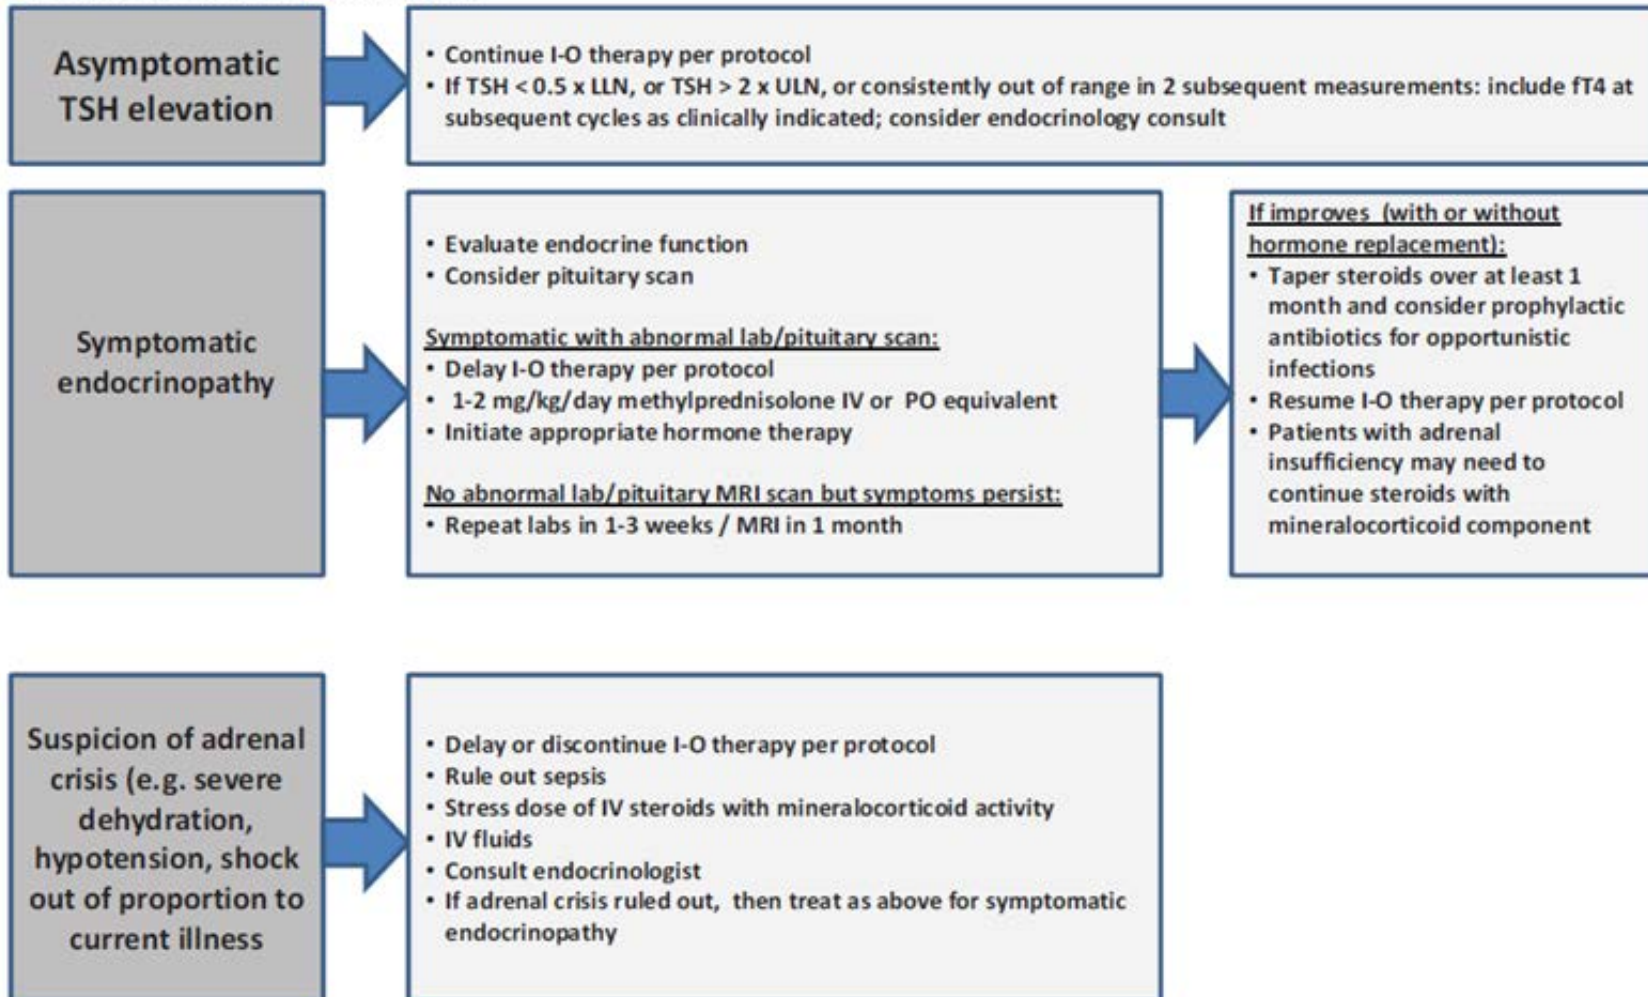 Asymptomatic
TSH elevation
• Continue I-O therapy per protocol
• If TSH < 0.5 x LLN, or TSH > 2 x ULN, or consistently out of range in 2 subsequent measurements: include fT4 at
subsequent cycles as clinically indicated; consider endocrinology consult
Symptomatic
endocrinopathy
• Evaluate endocrine function
• Consider pituitary scan
Symptomatic with abnormal lab/pituitary scan:
• Delay I-O therapy per protocol
• 1-2 mg/kg/day methylprednisolone IV or PO equivalent
• Initiate appropriate hormone therapy
No abnormal lab/pituitary MRI scan but symptoms persist:
• Repeat labs in 1-3 weeks / MRI in 1 month
If improves (with or without
hormone replacement):
• Taper steroids over at least 1
month and consider prophylactic
antibiotics for opportunistic
infections
• Resume I-O therapy per protocol
• Patients with adrenal
insufficiency may need to
continue steroids with
mineralocorticoid component
Suspicion of adrenal
crisis (e.g. severe
dehydration,
hypotension, shock
out of proportion to
current illness
• Delay or discontinue I-O therapy per protocol
• Rule out sepsis
• Stress dose of IV steroids with mineralocorticoid activity
• IV fluids
• Consult endocrinologist
• If adrenal crisis ruled out, then treat as above for symptomatic
endocrinopathy